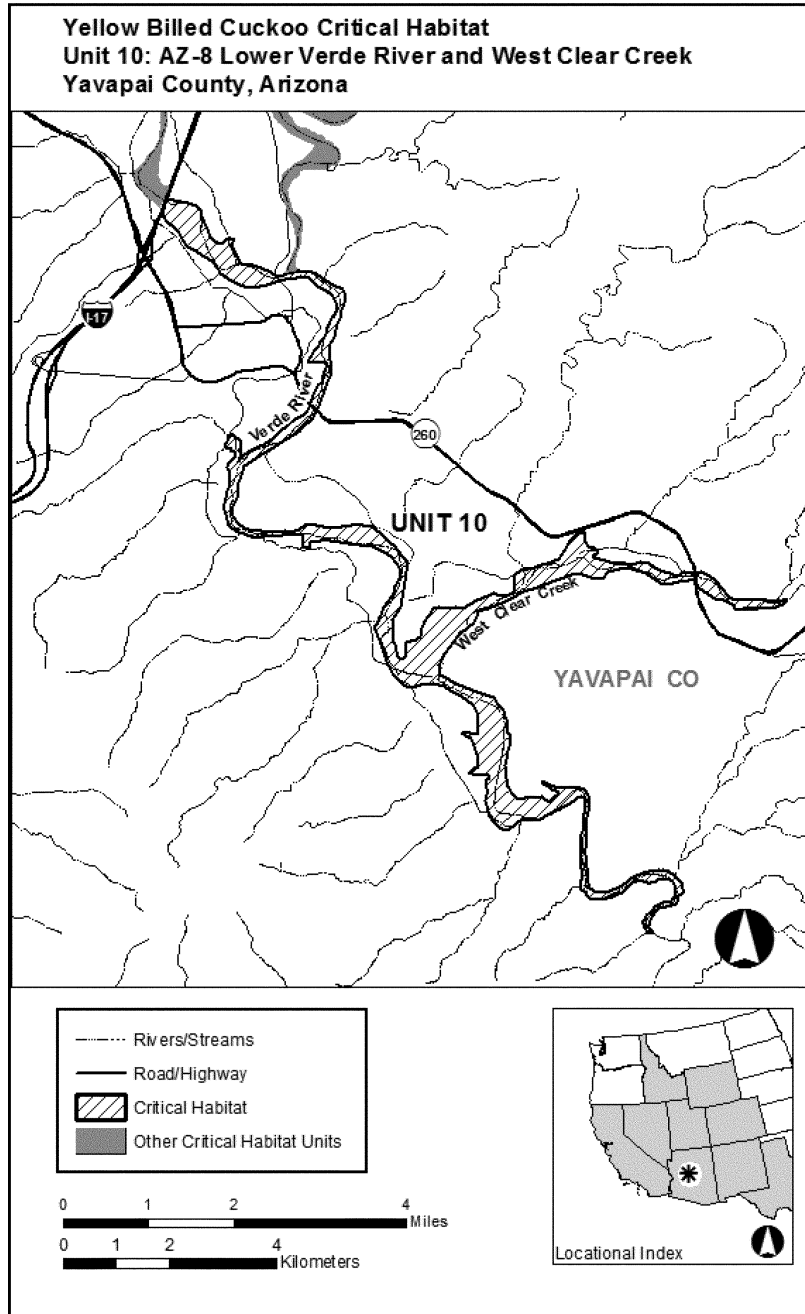 Yellow Billed Cuckoo Critical Habitat
Unit 10: AZ-8 Lower Verde River and West Clear Creek
Yavapai County, Arizona
I-17
Verde River
260
UNIT 10
West Clear Creek
YAVAPAI CO
Rivers/Streams
Road/Highway
Critical Habitat
Other Critical Habitat Units
0 1 2 4
Miles
0 1 2 4
Kilometers
Locational Index